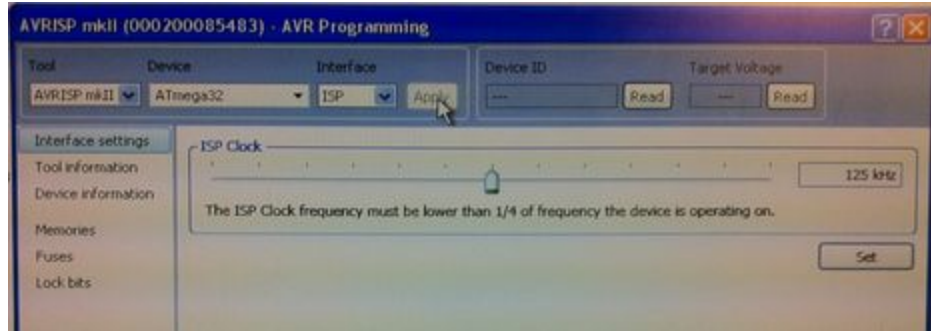 AVRISP mkII (000200085483) - AVR Programming
Tool Device Interface Device ID Target Voltage
AVRISP mkII ATmega32 ISP Apply --- Read --- Read
Interface settings
ISP Clock
Tool information
125 kHz
Device information
The ISP Clock frequency must be lower than 1/4 of frequency the device is operating on.
Memories
Fuses
Set
Lock bits